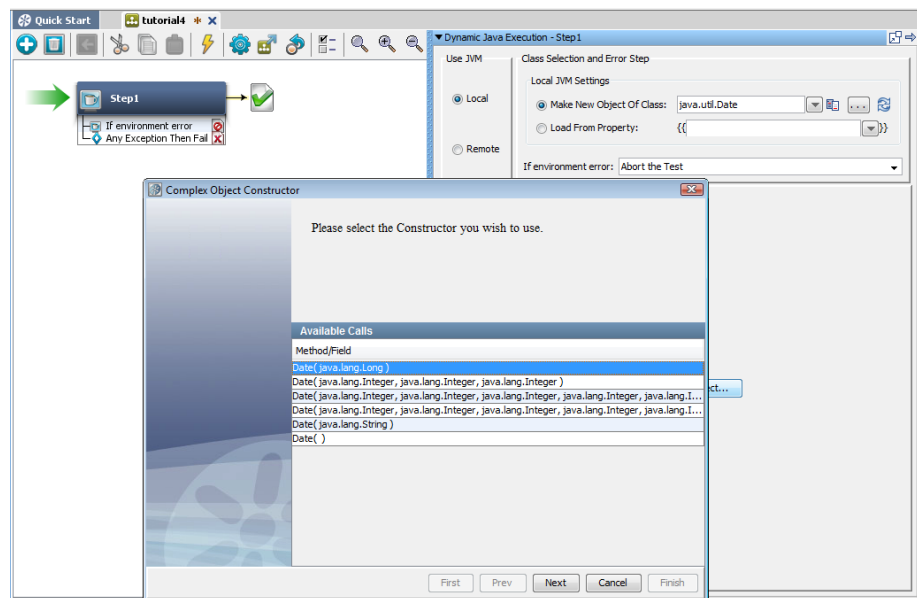 Quick Start
tutorial4 * x
Dynamic Java Execution - Step1
Use JVM
Class Selection and Error Step
Local JVM Settings
Local
Make New Object Of Class: java.util.Date ...
Load From Property: {{ }}
Remote
If environment error: Abort the Test
Step1
If environment error
Any Exception Then Fail
Complex Object Constructor
Please select the Constructor you wish to use.
Available Calls
Method/Field
Date( java.lang.Long )
Date( java.lang.Integer, java.lang.Integer, java.lang.Integer )
Date( java.lang.Integer, java.lang.Integer, java.lang.Integer, java.lang.Integer, java.lang.I...
Date( java.lang.Integer, java.lang.Integer, java.lang.Integer, java.lang.Integer, java.lang.I...
Date( java.lang.String )
Date( )
ect...
First
Prev
Next
Cancel
Finish